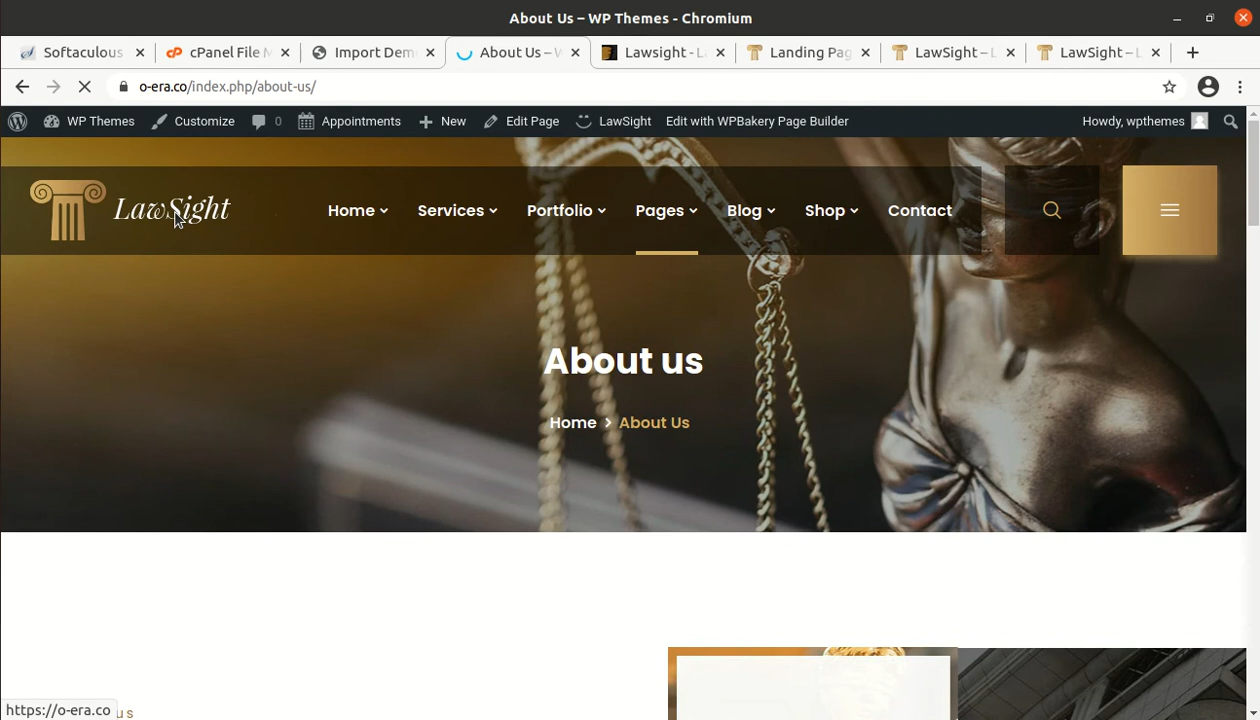 About Us – WP Themes - Chromium
Softaculous
cPanel File M
Import Dem
About Us – W
Lawsight - L
Landing Pag
LawSight – L
LawSight – L
o-era.co/index.php/about-us/
WP Themes
Customize
0
Appointments
New
Edit Page
LawSight
Edit with WPBakery Page Builder
Howdy, wpthemes
LawSight
Home
Services
Portfolio
Pages
Blog
Shop
Contact
About us
Home > About Us
https://o-era.co
us